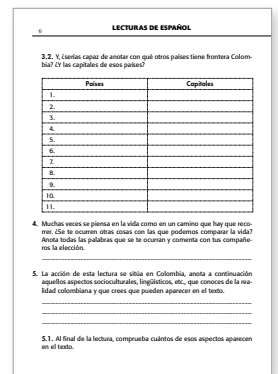 6
LECTURAS DE ESPAÑOL
3.2. Y, ¿serías capaz de anotar con qué otros países tiene frontera Colom-
bia? ¿Y las capitales de esos países?
Países Capitales
1.
2.
3.
4.
5.
6.
7.
8.
9.
10.
11.
4. Muchas veces se piensa en la vida como en un camino que hay que reco-
rrer. ¿Se te ocurren otras cosas con las que podemos comparar la vida?
Anota todas las palabras que se te ocurran y comenta con tus compañe-
ros la elección.
5. La acción de esta lectura se sitúa en Colombia, anota a continuación
aquellos aspectos socioculturales, lingüísticos, etc., que conoces de la rea-
lidad colombiana y que crees que pueden aparecer en el texto.
5.1. Al final de la lectura, comprueba cuántos de esos aspectos aparecen
en el texto.